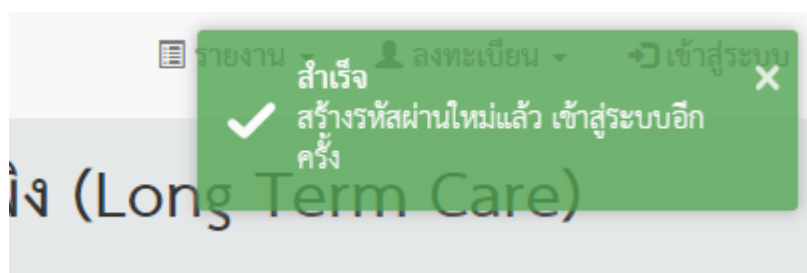 รายงาน ลงทะเบียน เข้าสู่ระบบ
สำเร็จ
สร้างรหัสผ่านใหม่แล้ว เข้าสู่ระบบอีก
ครั้ง
(Long Term Care)